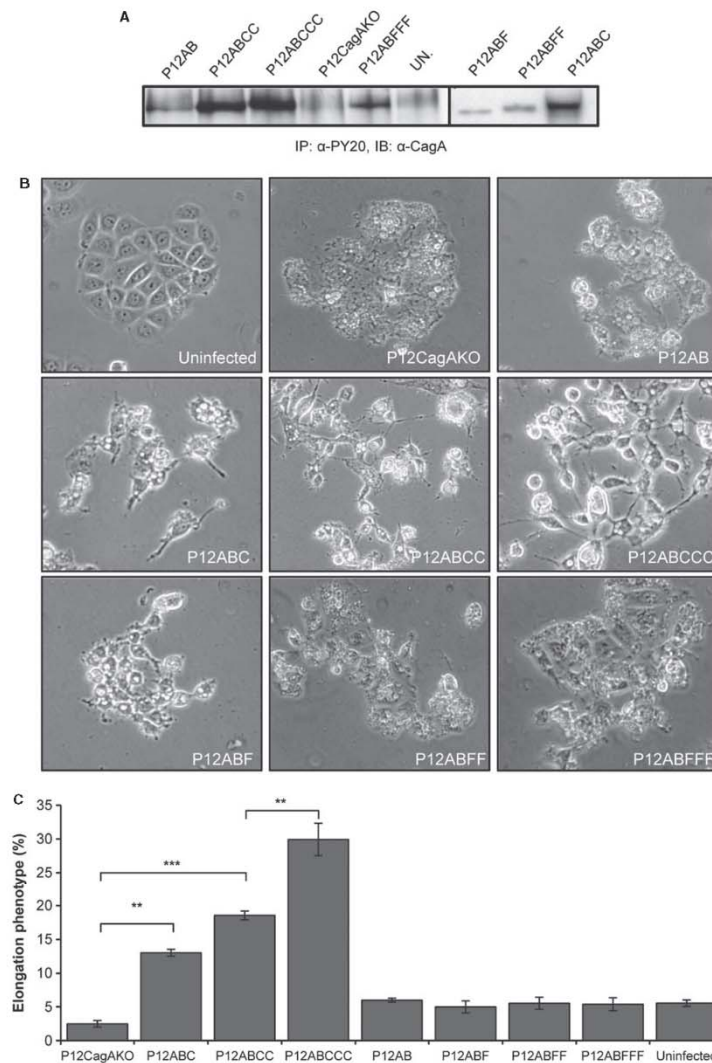 A
P12AB P12ABCC P12ABCCC P12CagAKO P12ABFFF UN. P12ABF P12ABFF P12ABC
IP: α-PY20, IB: α-CagA
B
Uninfected P12CagAKO P12AB
P12ABC P12ABCC P12ABCCC
P12ABF P12ABFF P12ABFFF
C
Elongation phenotype (%)
35
30
25
20
15
10
5
0
**
***
**
P12CagAKO P12ABC P12ABCC P12ABCCC P12AB P12ABF P12ABFF P12ABFFF Uninfected